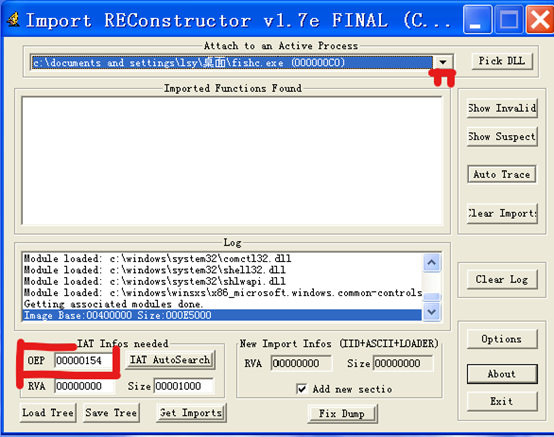 Import REConstructor v1.7e FINAL (C...
Attach to an Active Process
c:\documents and settings\lsy\桌面\fishc.exe (000000C0)
Pick DLL
Imported Functions Found
Show Invalid
Show Suspect
Auto Trace
Clear Imports
Log
Module loaded: c:\windows\system32\comctl32.dll
Module loaded: c:\windows\system32\shell32.dll
Module loaded: c:\windows\system32\shlwapi.dll
Module loaded: c:\windows\winsxs\x86_microsoft.windows.common-controls
Getting associated modules done.
Image Base:00400000 Size:000E5000
Clear Log
IAT Infos needed
OEP 00000154 IAT AutoSearch
RVA 00000000 Size 00001000
New Import Infos (IID+ASCII+LOADER)
RVA 00000000 Size 00000000
Add new sectio
Load Tree Save Tree Get Imports Fix Dump
Options
About
Exit